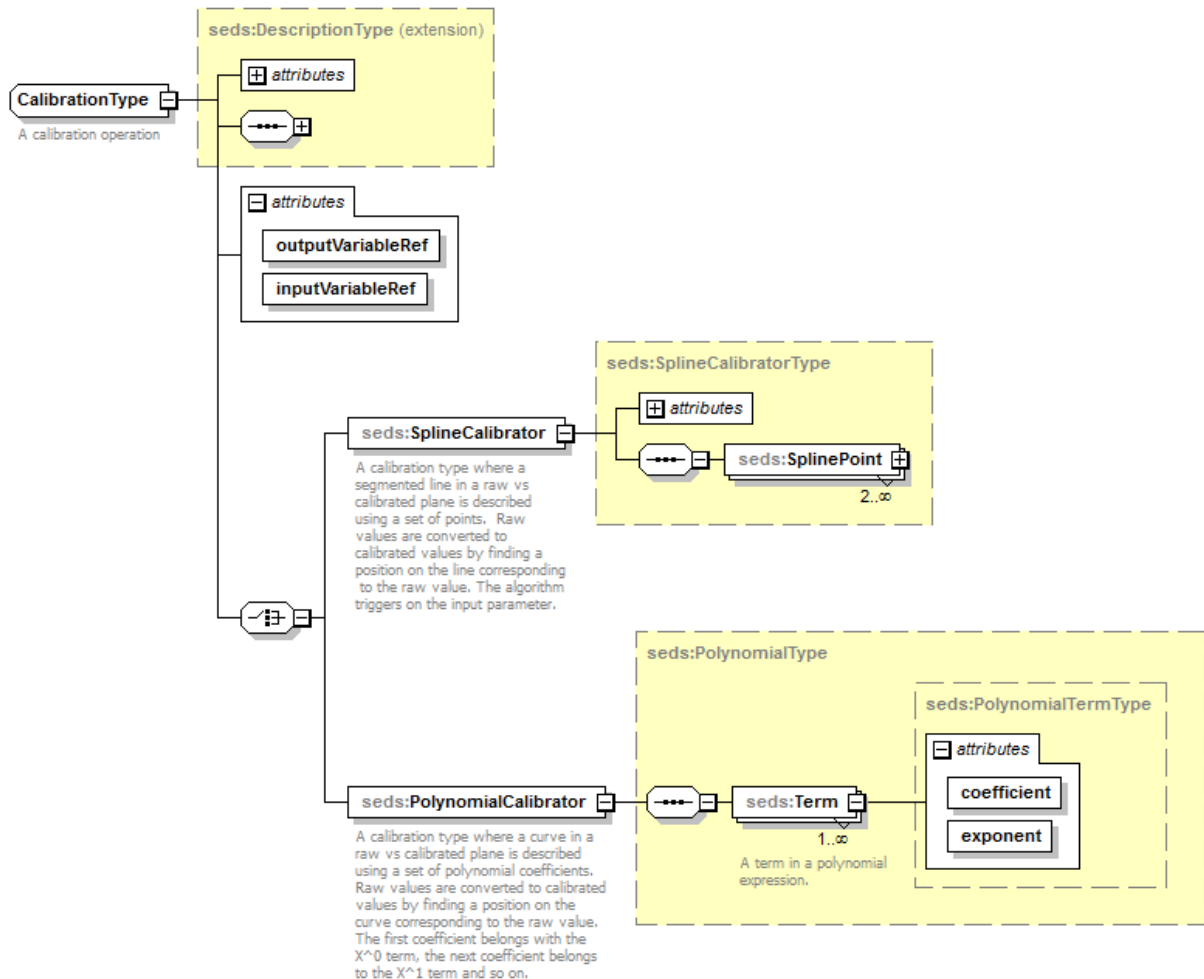 seds:DescriptionType (extension)
attributes
CalibrationType
A calibration operation
attributes
outputVariableRef
inputVariableRef
seds:SplineCalibratorType
attributes
seds:SplineCalibrator
seds:SplinePoint
2..∞
A calibration type where a
segmented line in a raw vs
calibrated plane is described
using a set of points.  Raw
values are converted to
calibrated values by finding a
position on the line corresponding
to the raw value. The algorithm
triggers on the input parameter.
seds:PolynomialType
seds:PolynomialTermType
attributes
coefficient
exponent
seds:PolynomialCalibrator
seds:Term
1..∞
A term in a polynomial
expression.
A calibration type where a curve in a
raw vs calibrated plane is described
using a set of polynomial coefficients.
Raw values are converted to calibrated
values by finding a position on the
curve corresponding to the raw value.
The first coefficient belongs with the
X^0 term, the next coefficient belongs
to the X^1 term and so on.